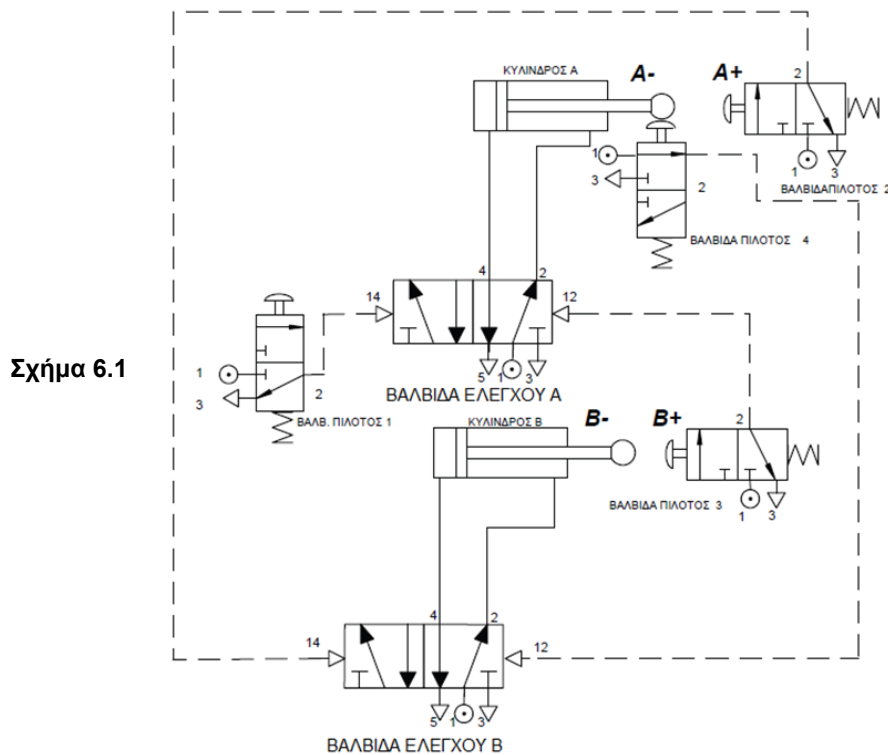 2
ΚΥΛΙΝΔΡΟΣ Α
A-
A+
1
3
2
1
3
ΒΑΛΒΙΔΑΠΙΛΟΤΟΣ 2
ΒΑΛΒΙΔΑ ΠΙΛΟΤΟΣ 4
4
2
14
12
5
1
3
ΒΑΛΒΙΔΑ ΕΛΕΓΧΟΥ Α
Σχήμα 6.1
1
3
2
ΒΑΛΒ. ΠΙΛΟΤΟΣ 1
ΚΥΛΙΝΔΡΟΣ Β
B-
B+
2
1
3
ΒΑΛΒΙΔΑ ΠΙΛΟΤΟΣ 3
4
2
14
12
5
1
3
ΒΑΛΒΙΔΑ ΕΛΕΓΧΟΥ Β